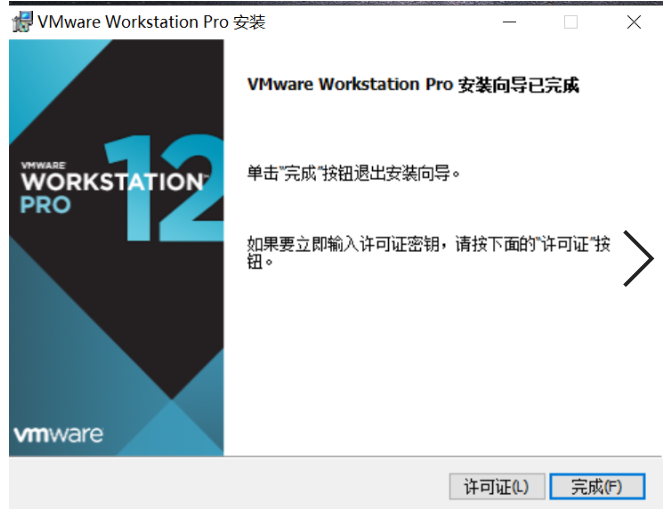 VMware Workstation Pro 安装
VMware Workstation Pro 安装向导已完成
VMWARE
WORKSTATION™
PRO
12
单击"完成"按钮退出安装向导。
如果要立即输入许可证密钥，请按下面的"许可证"按
钮。
vmware
许可证(L)
完成(F)